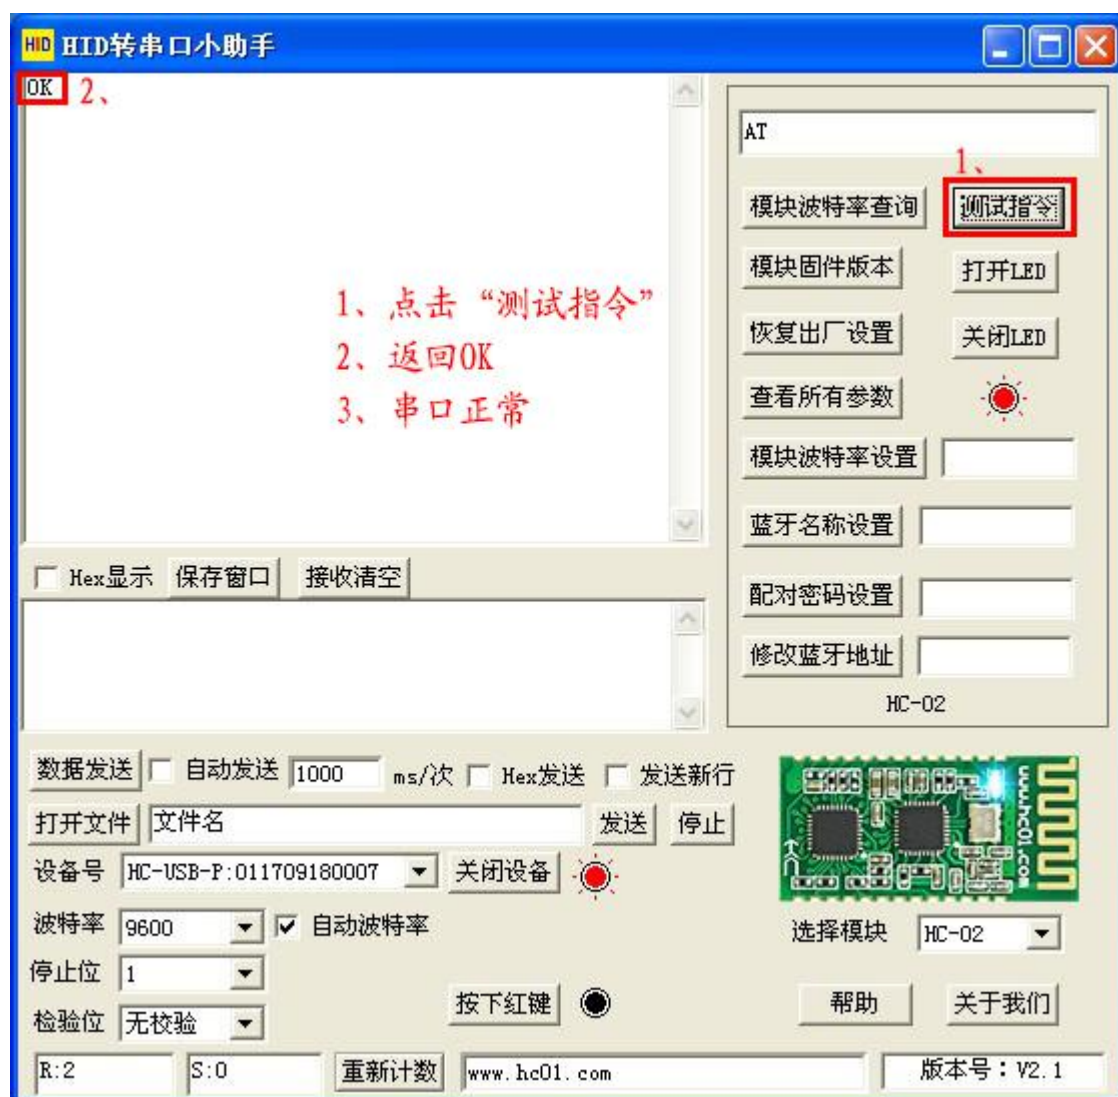 HID HID转串口小助手
OK 2、
AT
1、
模块波特率查询 测试指令
模块固件版本 打开LED
恢复出厂设置 关闭LED
查看所有参数
模块波特率设置
蓝牙名称设置
配对密码设置
修改蓝牙地址
HC-02
1、点击“测试指令”
2、返回OK
3、串口正常
Hex显示 保存窗口 接收清空
数据发送 自动发送 1000 ms/次 Hex发送 发送新行
打开文件 文件名 发送 停止
设备号 HC-USB-P:011709180007 关闭设备
波特率 9600 自动波特率
停止位 1
检验位 无校验
按下红键
www.hc01.com
HC
选择模块 HC-02
帮助 关于我们
R:2 S:0 重新计数 www.hc01.com 版本号：V2.1